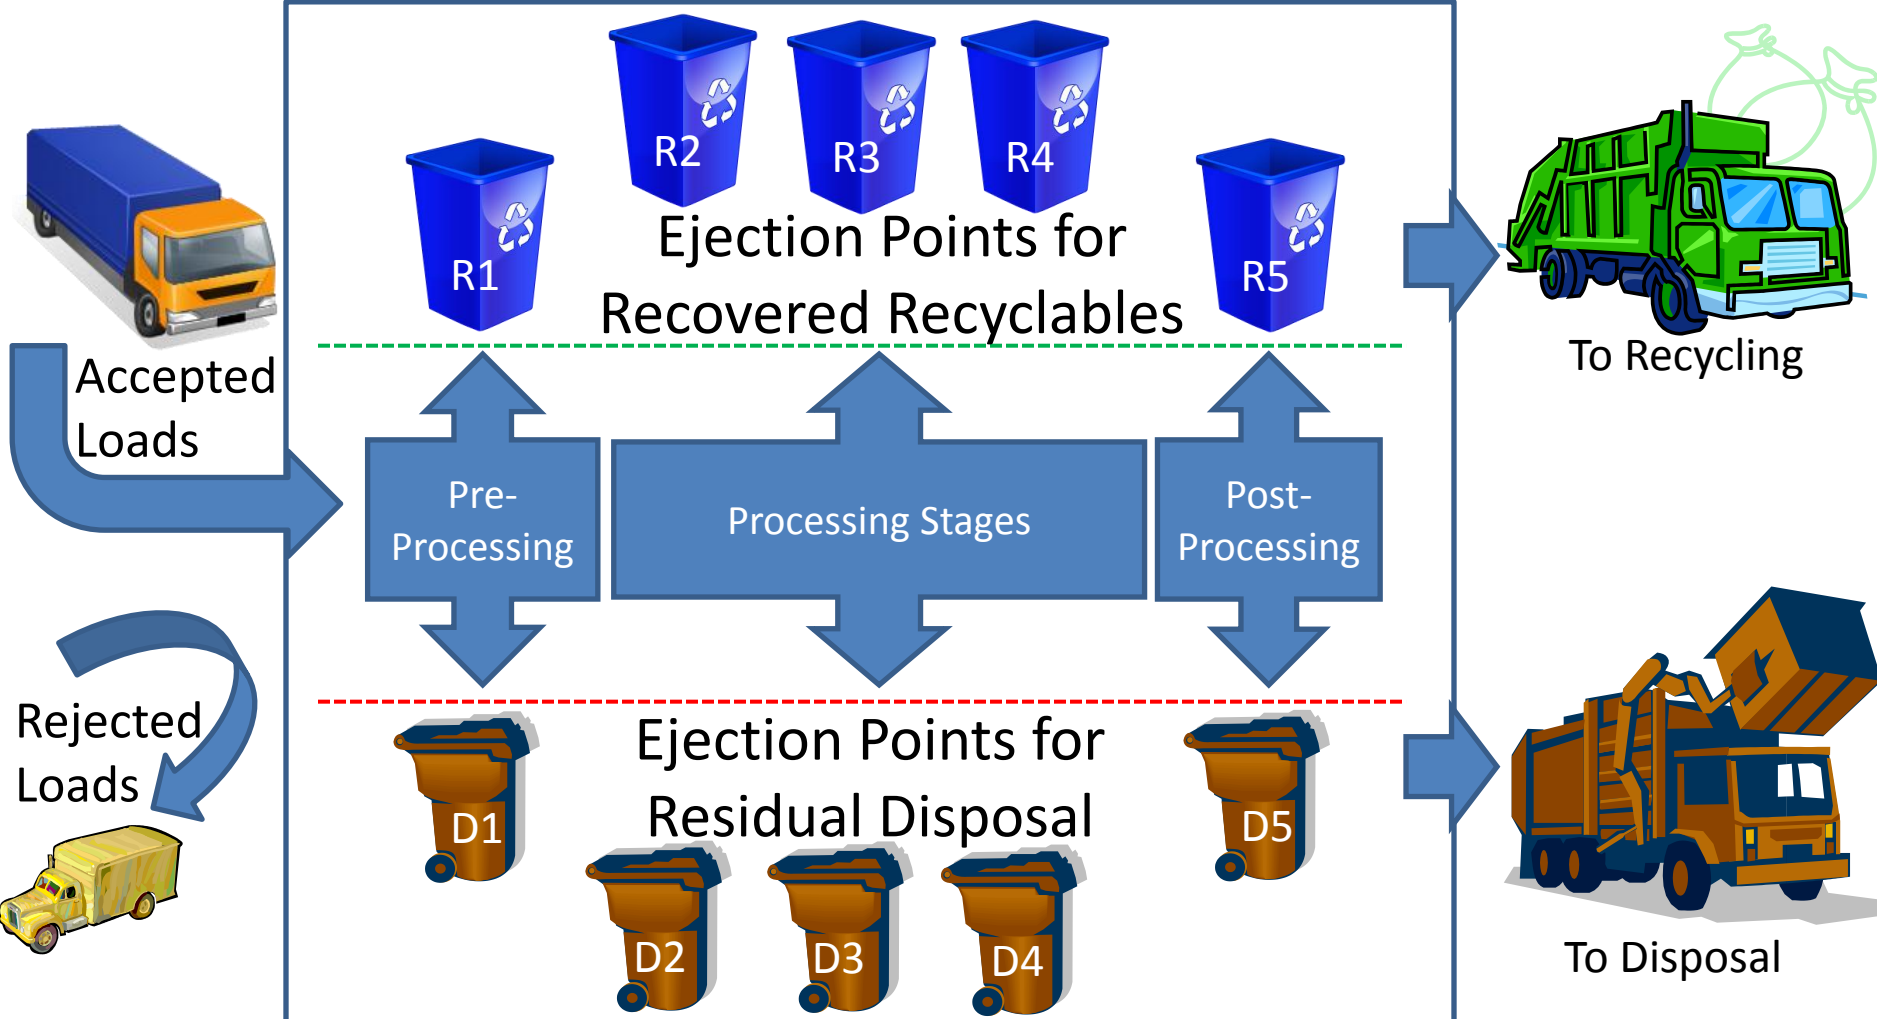 R1
R2
R3
R4
R5
Ejection Points for
Recovered Recyclables
To Recycling
Accepted
Loads
Pre-
Processing
Processing Stages
Post-
Processing
Rejected
Loads
Ejection Points for
Residual Disposal
D1
D2
D3
D4
D5
To Disposal